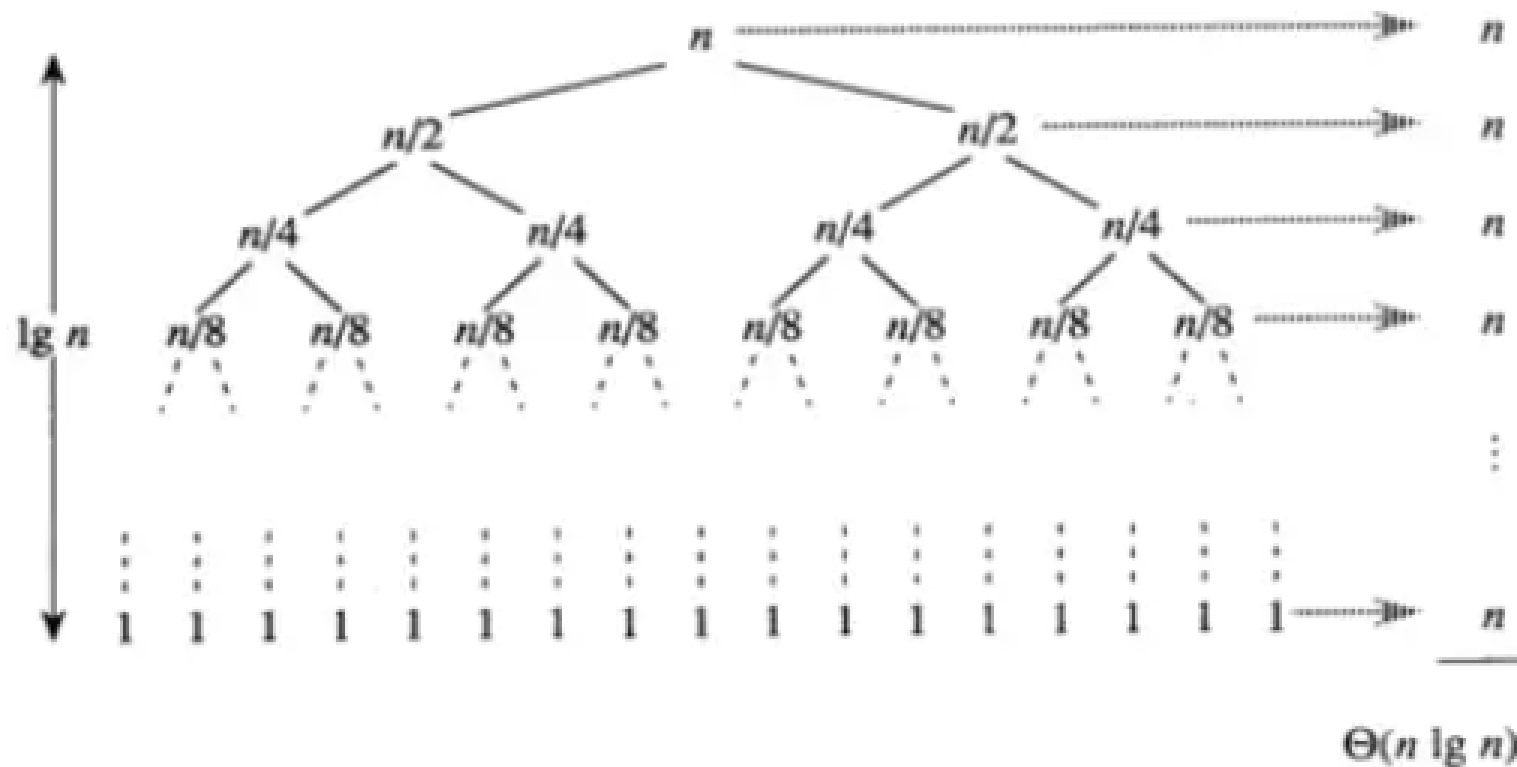 n n
n/2 n/2 n
n/4 n/4 n/4 n/4 n
lg n n/8 n/8 n/8 n/8 n/8 n/8 n/8 n/8 n
1 1 1 1 1 1 1 1 1 1 1 1 1 1 1 1 1 n
Θ(n lg n)